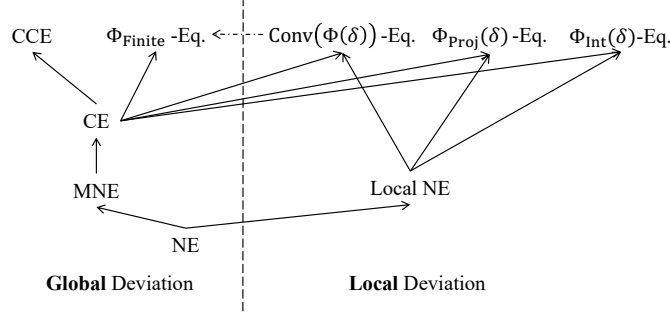 CCE Φ_Finite -Eq. Conv(Φ(δ)) -Eq. Φ_Proj(δ) -Eq. Φ_Int(δ)-Eq.
CE
MNE Local NE
NE
Global Deviation Local Deviation